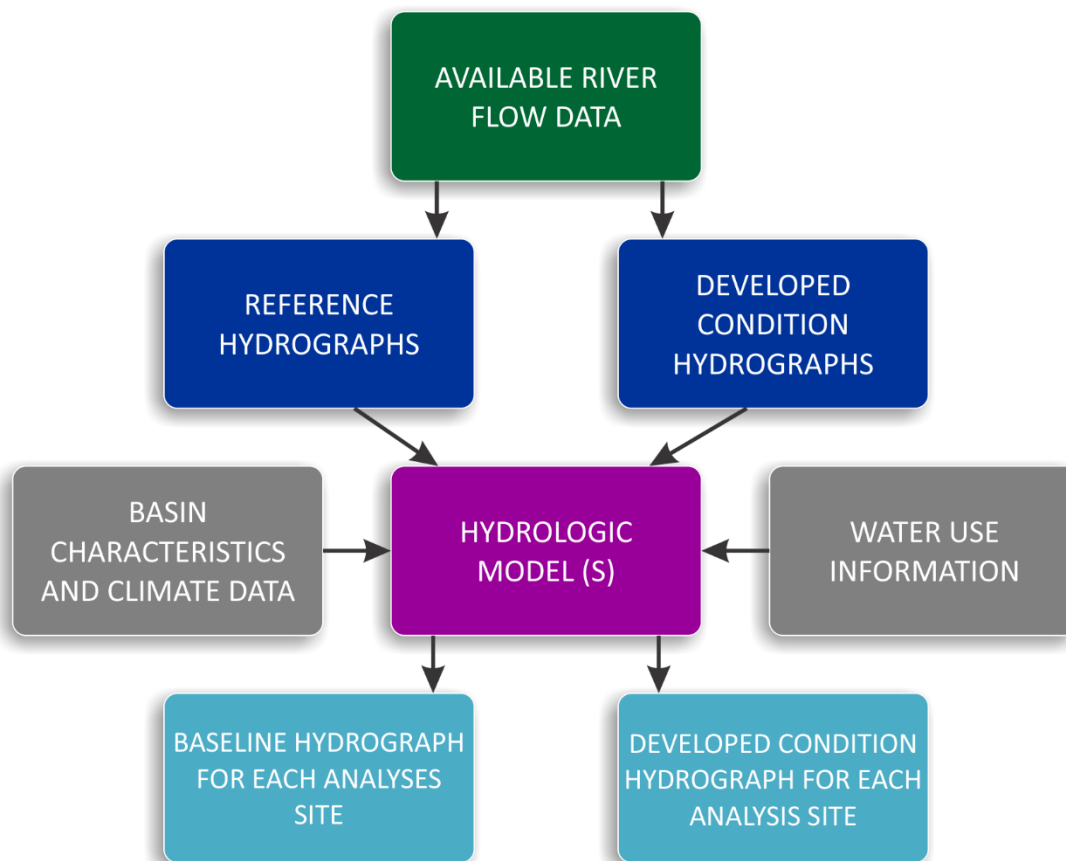 AVAILABLE RIVER
FLOW DATA
REFERENCE
HYDROGRAPHS
DEVELOPED
CONDITION
HYDROGRAPHS
BASIN
CHARACTERISTICS
AND CLIMATE DATA
HYDROLOGIC
MODEL (S)
WATER USE
INFORMATION
BASELINE HYDROGRAPH
FOR EACH ANALYSES
SITE
DEVELOPED CONDITION
HYDROGRAPH FOR EACH
ANALYSIS SITE